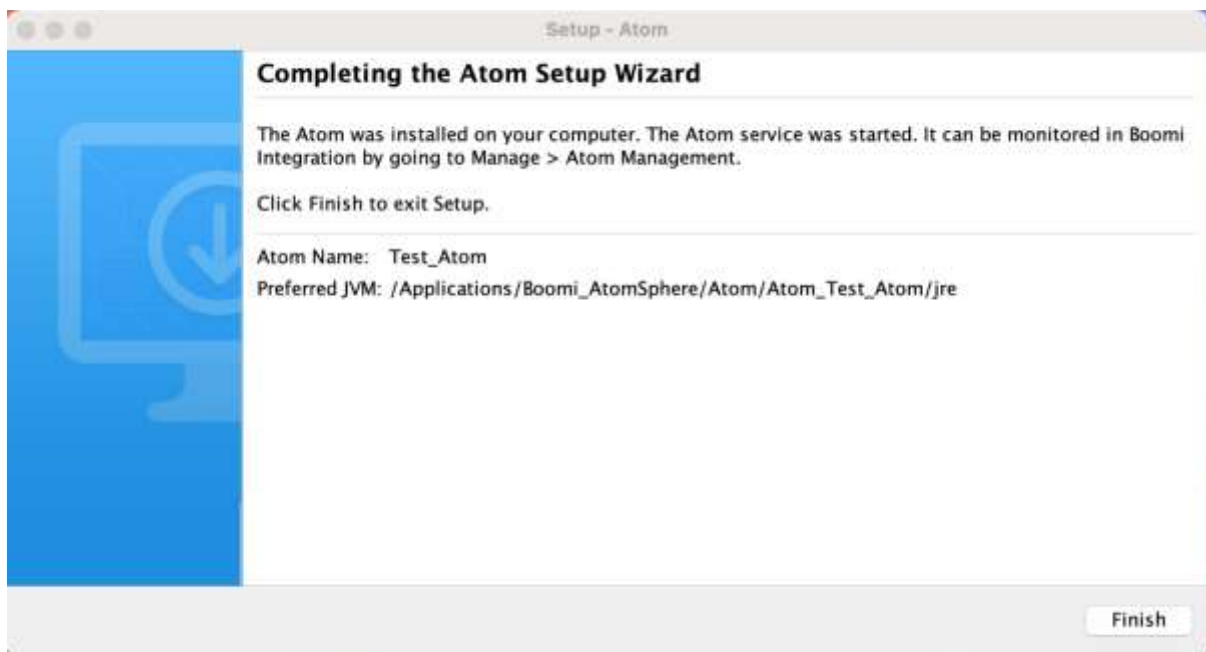 Setup - Atom
Completing the Atom Setup Wizard
The Atom was installed on your computer. The Atom service was started. It can be monitored in Boomi
Integration by going to Manage > Atom Management.
Click Finish to exit Setup.
Atom Name: Test_Atom
Preferred JVM: /Applications/Boomi_AtomSphere/Atom/Atom_Test_Atom/jre
Finish